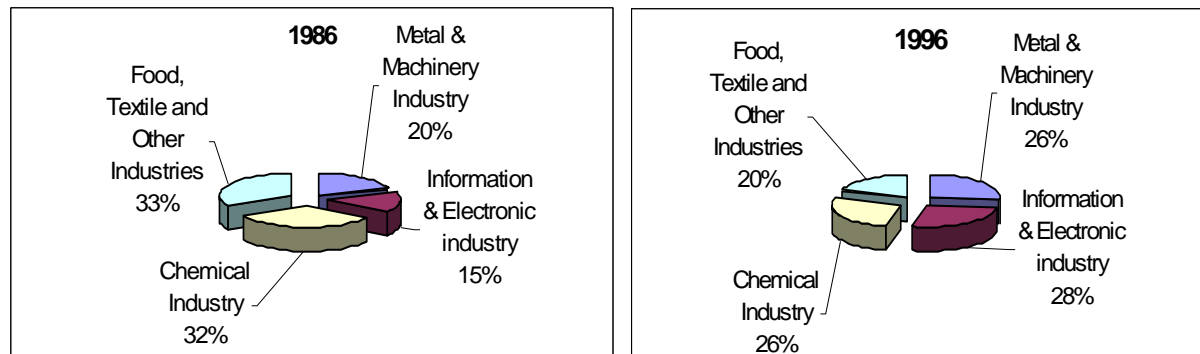 1986
Metal &
Machinery
Industry
20%
Food,
Textile and
Other
Industries
33%
Information
& Electronic
industry
15%
Chemical
Industry
32%
1996
Metal &
Machinery
Industry
26%
Food,
Textile and
Other
Industries
20%
Information
& Electronic
industry
28%
Chemical
Industry
26%